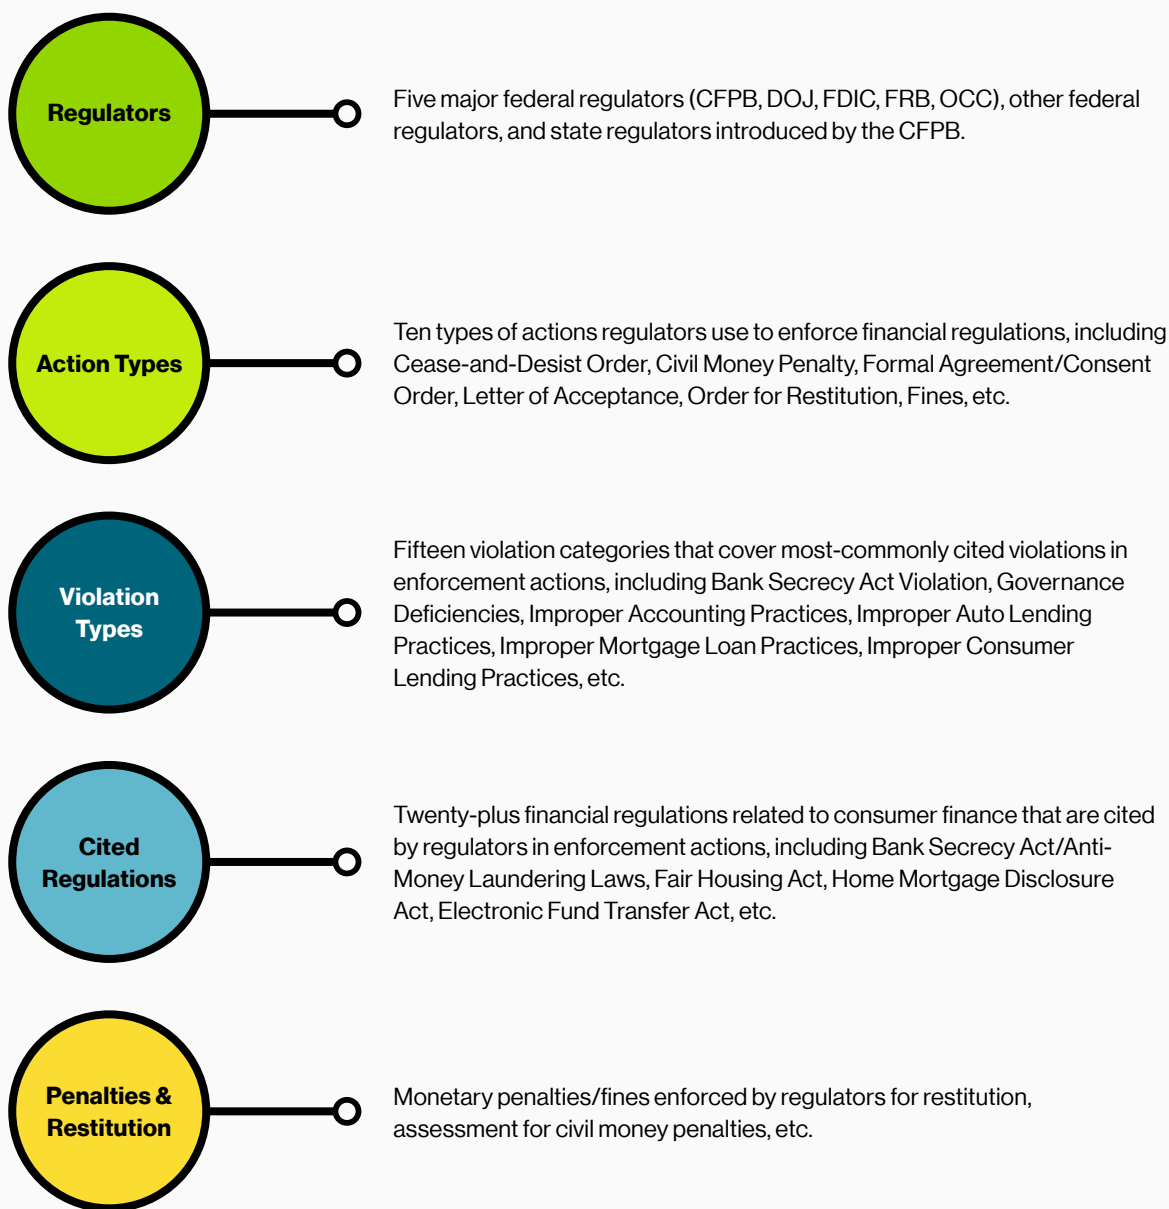 Regulators
Five major federal regulators (CFPB, DOJ, FDIC, FRB, OCC), other federal
regulators, and state regulators introduced by the CFPB.
Action Types
Ten types of actions regulators use to enforce financial regulations, including
Cease-and-Desist Order, Civil Money Penalty, Formal Agreement/Consent
Order, Letter of Acceptance, Order for Restitution, Fines, etc.
Violation
Types
Fifteen violation categories that cover most-commonly cited violations in
enforcement actions, including Bank Secrecy Act Violation, Governance
Deficiencies, Improper Accounting Practices, Improper Auto Lending
Practices, Improper Mortgage Loan Practices, Improper Consumer
Lending Practices, etc.
Cited
Regulations
Twenty-plus financial regulations related to consumer finance that are cited
by regulators in enforcement actions, including Bank Secrecy Act/Anti-
Money Laundering Laws, Fair Housing Act, Home Mortgage Disclosure
Act, Electronic Fund Transfer Act, etc.
Penalties &
Restitution
Monetary penalties/fines enforced by regulators for restitution,
assessment for civil money penalties, etc.